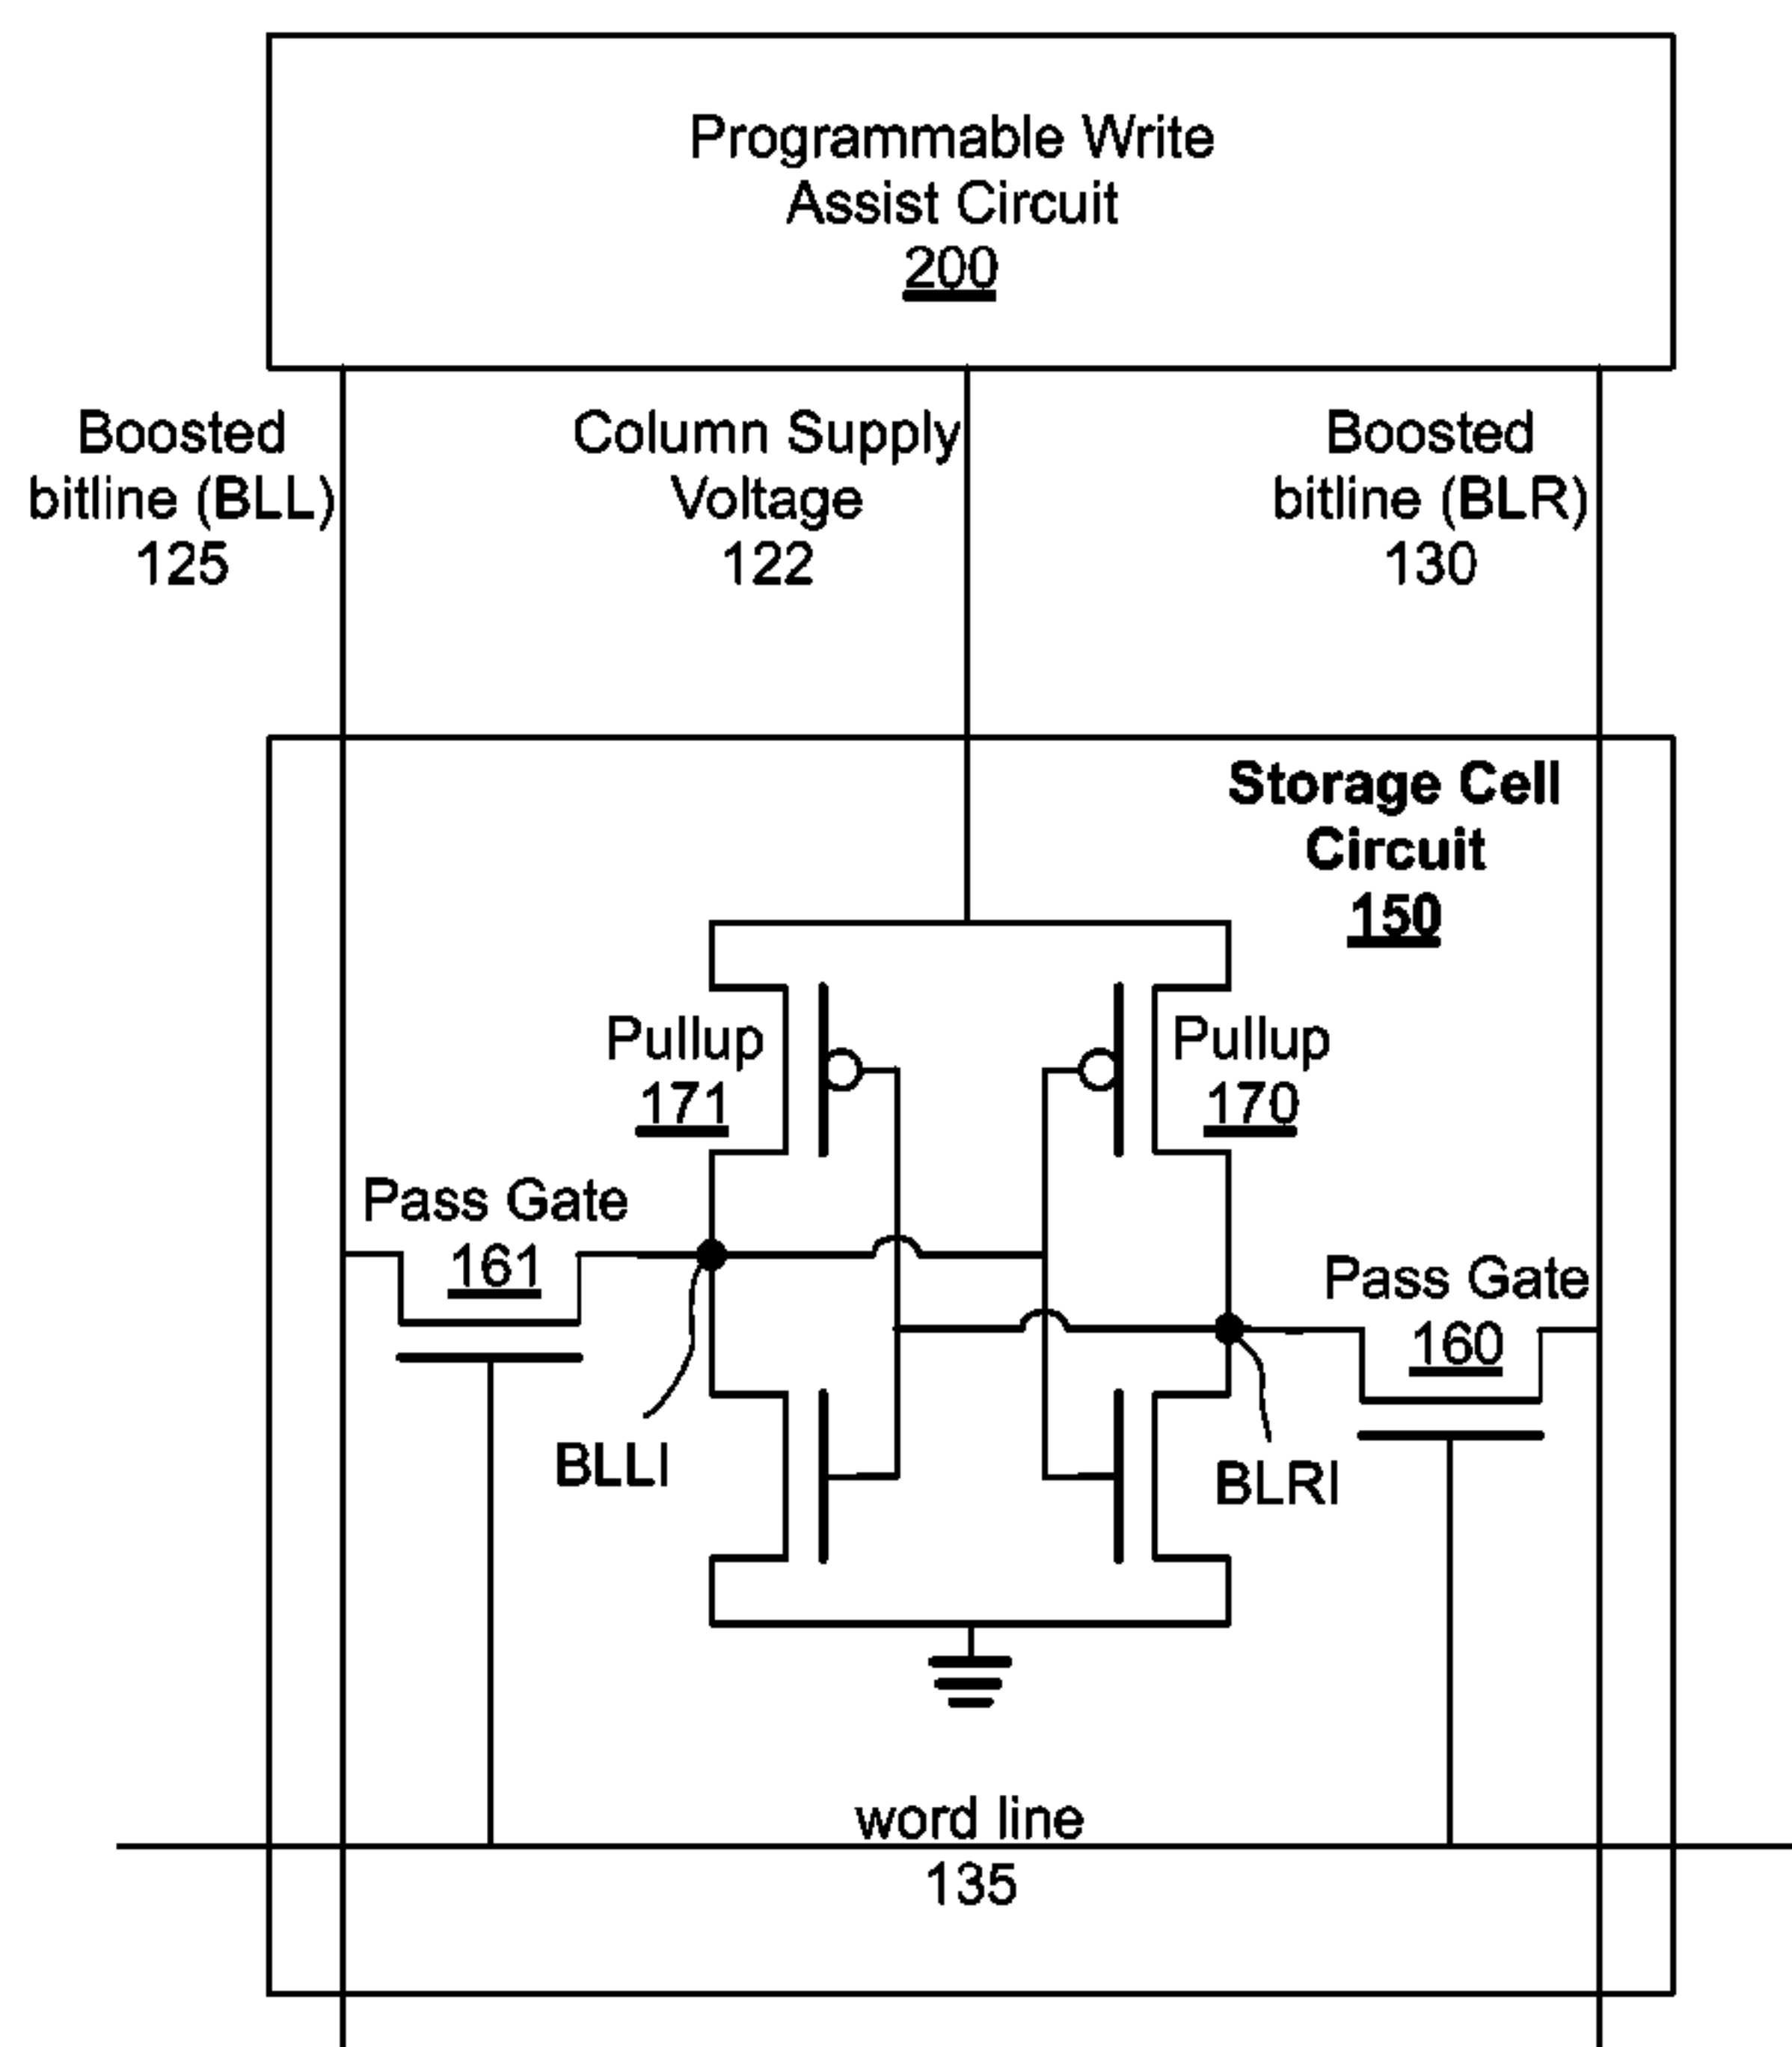 Programmable Write
Assist Circuit
200
Boosted
bitline (BLL)
125
Column Supply
Voltage
122
Boosted
bitline (BLR)
130
Storage Cell
Circuit
150
Pullup
171
Pullup
170
Pass Gate
161
Pass Gate
160
BLLI
BLRI
word line
135